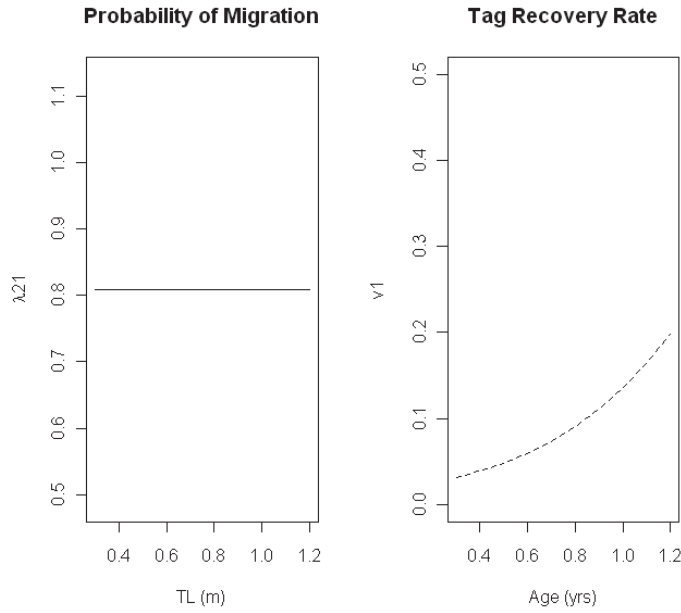 Probability of Migration
λ21
1.1
1.0
0.9
0.8
0.7
0.6
0.5
0.4 0.6 0.8 1.0 1.2
TL (m)
Tag Recovery Rate
v1
0.5
0.4
0.3
0.2
0.1
0.0
0.4 0.6 0.8 1.0 1.2
Age (yrs)